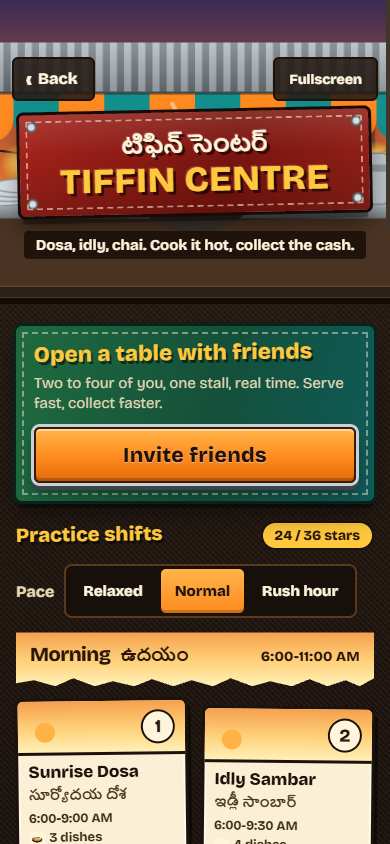 ‹ Back
Fullscreen
టిఫిన్ సెంటర్
TIFFIN CENTRE
Dosa, idly, chai. Cook it hot, collect the cash.
Open a table with friends
Two to four of you, one stall, real time. Serve
fast, collect faster.
Invite friends
Practice shifts
24 / 36 stars
Pace
Relaxed
Normal
Rush hour
Morning ఉదయం
6:00-11:00 AM
1
Sunrise Dosa
సూర్యోదయ దోశ
6:00-9:00 AM
3 dishes
2
Idly Sambar
ఇడ్లీ సాంబార్
6:00-9:30 AM
4 dishes